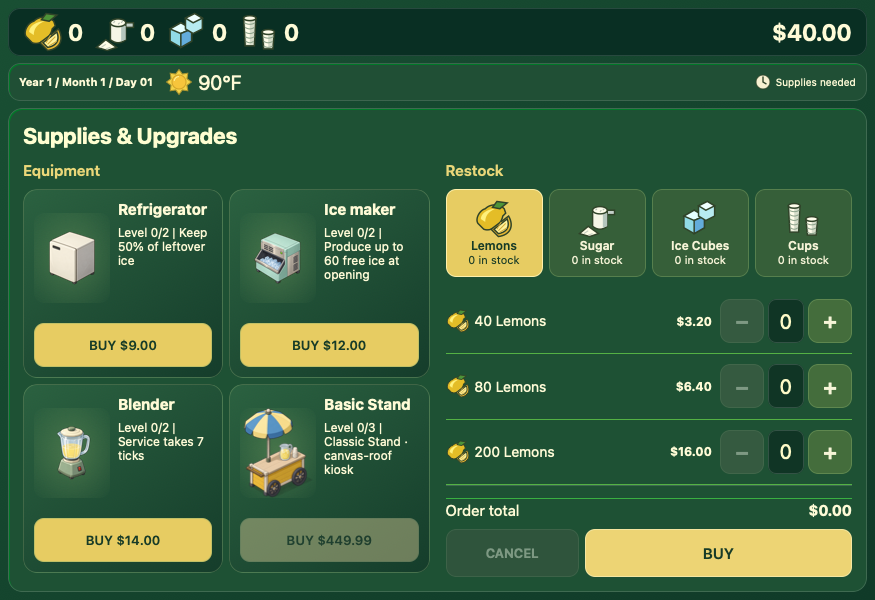 0 0 0 0 $40.00
Year 1 / Month 1 / Day 01 90°F Supplies needed
Supplies & Upgrades
Equipment
Refrigerator
Level 0/2 | Keep
50% of leftover
ice
BUY $9.00
Ice maker
Level 0/2 |
Produce up to
60 free ice at
opening
BUY $12.00
Blender
Level 0/2 |
Service takes 7
ticks
BUY $14.00
Basic Stand
Level 0/3 |
Classic Stand ·
canvas-roof
kiosk
BUY $449.99
Restock
Lemons
0 in stock
Sugar
0 in stock
Ice Cubes
0 in stock
Cups
0 in stock
40 Lemons $3.20 − 0 +
80 Lemons $6.40 − 0 +
200 Lemons $16.00 − 0 +
Order total $0.00
CANCEL BUY